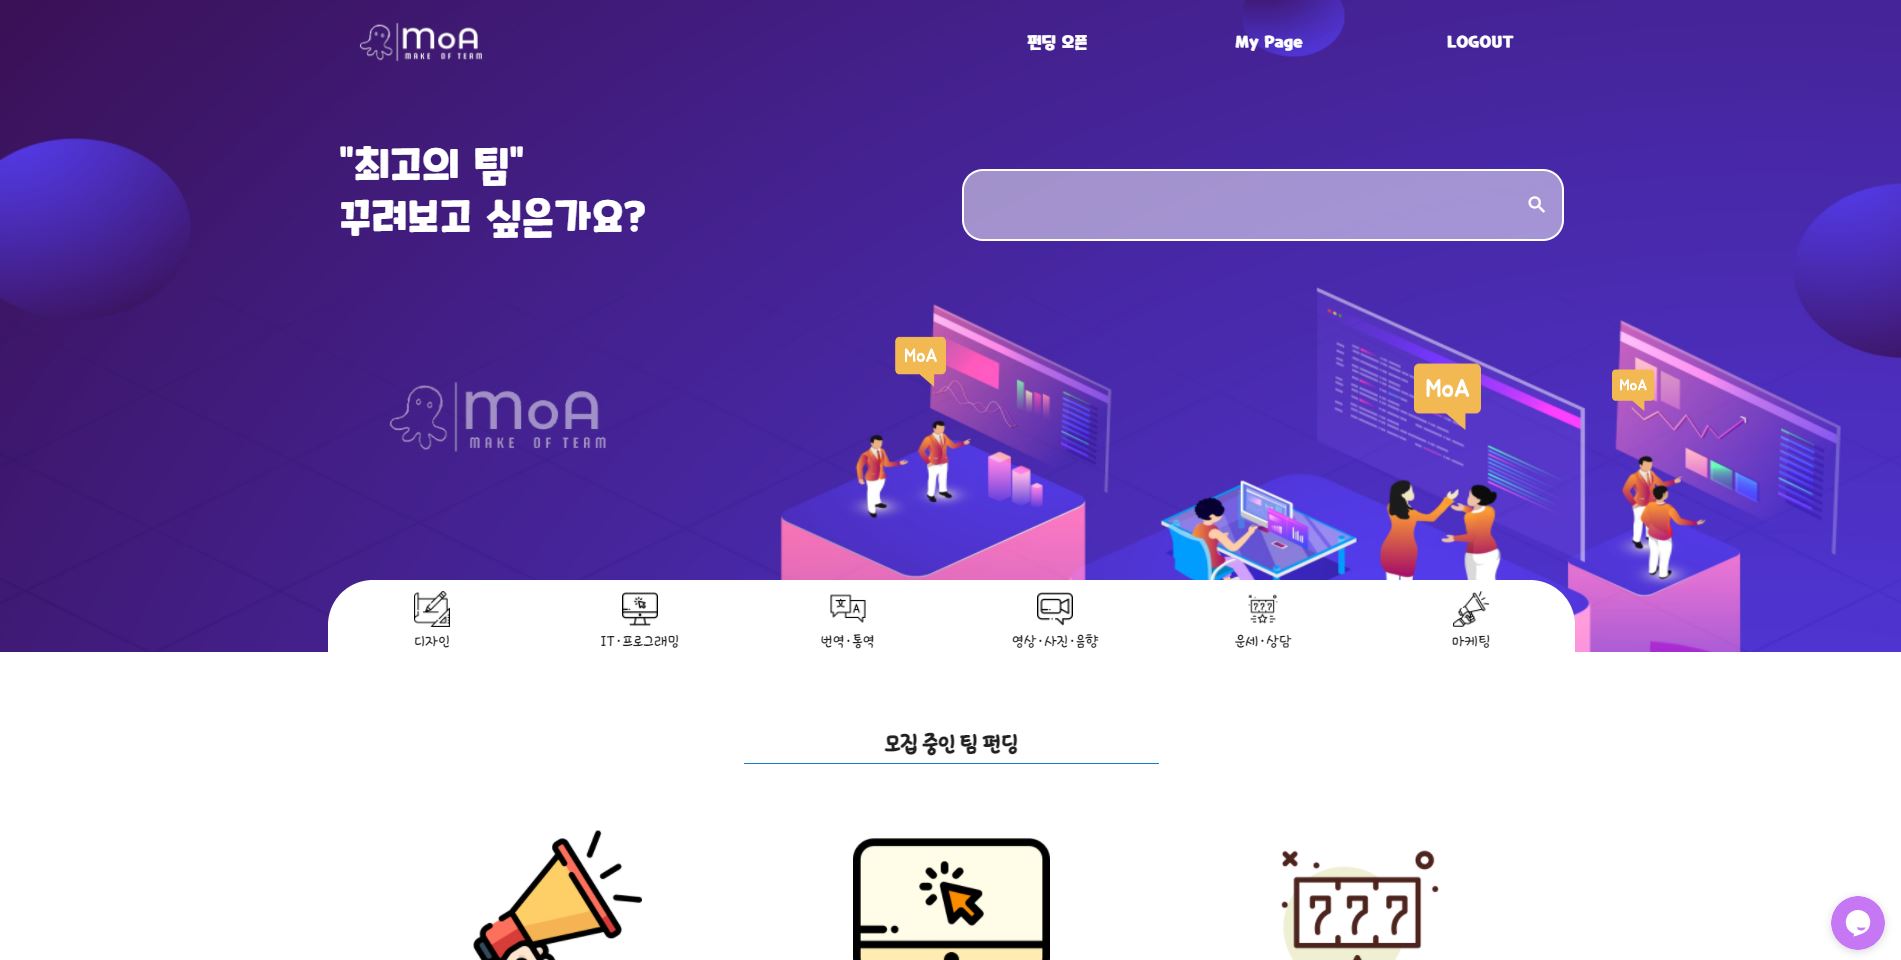 MoA
MAKE OF TEAM
펀딩 오픈
My Page
LOGOUT
"최고의 팀"
꾸려보고 싶은가요?
MoA
MoA
MoA
MoA
MAKE OF TEAM
디자인
IT·프로그래밍
번역·통역
영상·사진·음향
운세·상담
마케팅
모집 중인 팀 펀딩
777